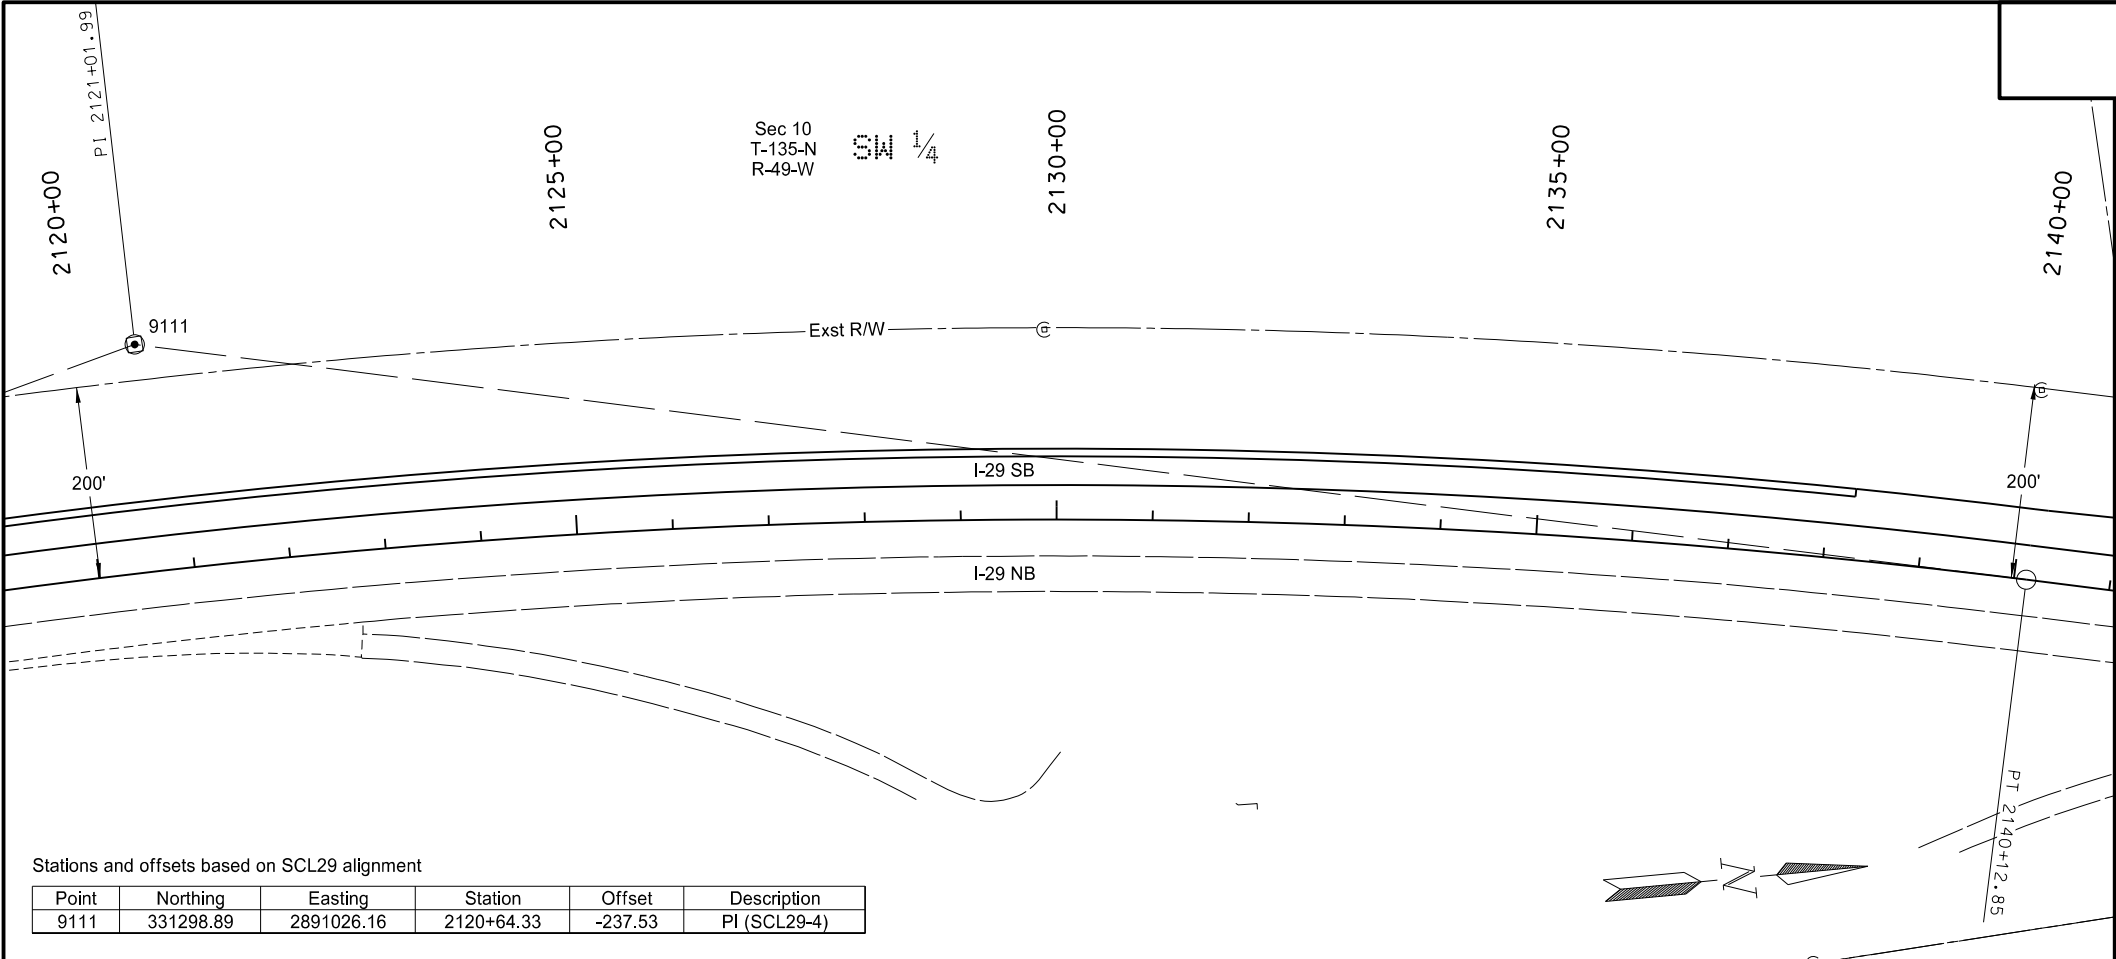 PI 2121+01.99
2120+00
2125+00
Sec 10
T-135-N
R-49-W
SW 1/4
2130+00
2135+00
2140+00
9111
Exst R/W
200'
I-29 SB
200'
I-29 NB
PT 2140+12.85
N
Stations and offsets based on SCL29 alignment
Point Northing Easting Station Offset Description
9111 331298.89 2891026.16 2120+64.33 -237.53 PI (SCL29-4)